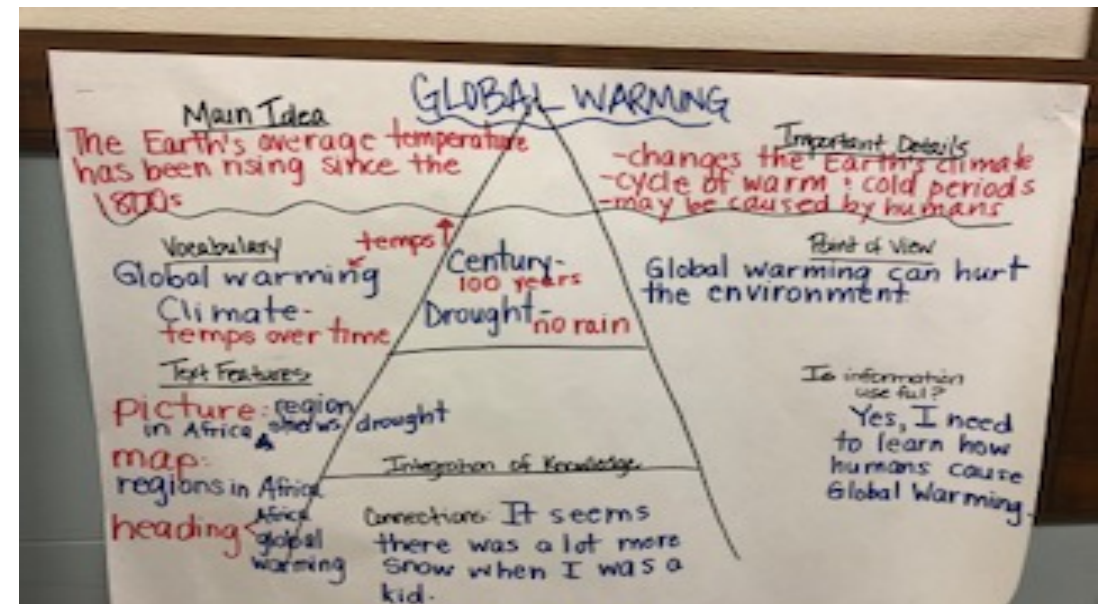 GLOBAL WARMING
Main Idea
The Earth's average temperature
has been rising since the
1800s
Important Details
-changes the Earth's climate
-cycle of warm : cold periods
-may be caused by humans
Vocabulary
Global warming
temps ↑
Climate-
temps over time
Century-
100 years
Drought-
no rain
Point of View
Global warming can hurt
the environment
Text Features
picture: region
in Africa shows drought
map:
regions in Africa
heading < Africa
global
warming
Is information
useful?
Yes, I need
to learn how
humans cause
Global Warming.
Integration of Knowledge
Connections: It seems
there was a lot more
snow when I was a
kid.